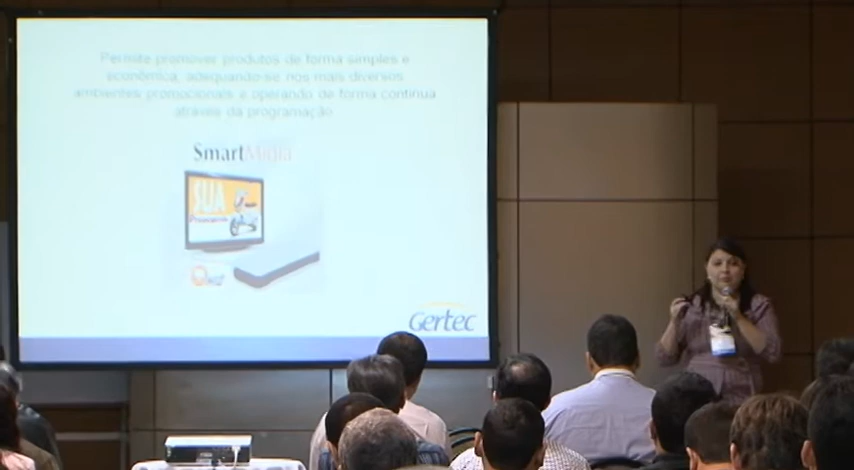 Permite promover produtos de forma simples e
econômica, adequando-se nos mais diversos
ambientes promocionais e operando de forma contínua
através da programação
SmartMídia
SUA
Gertec